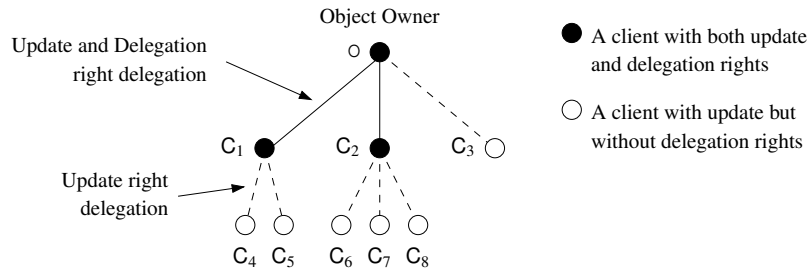 Object Owner
Update and Delegation
right delegation
O
A client with both update
and delegation rights
A client with update but
without delegation rights
C1
C2
C3
Update right
delegation
C4
C5
C6
C7
C8